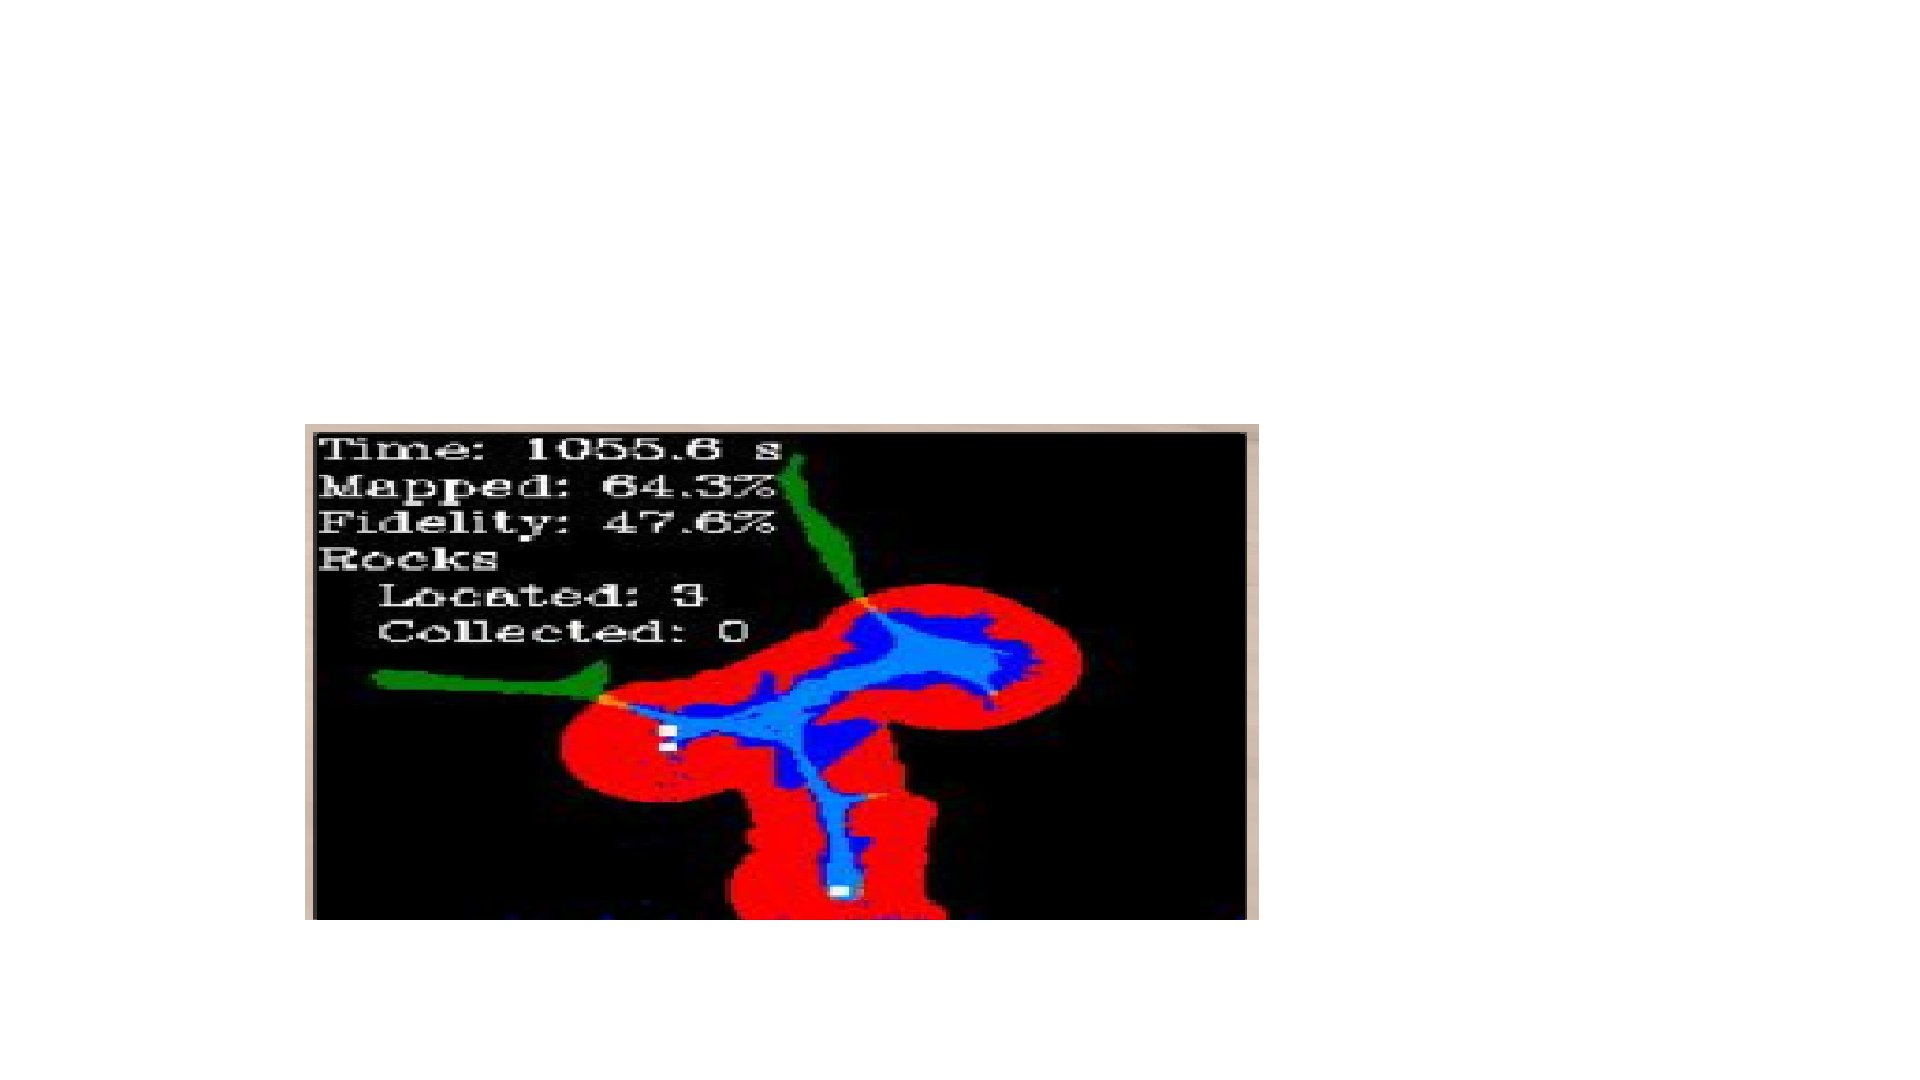 Time: 1055.6 s
Mapped: 64.3%
Fidelity: 47.6%
Rocks
Located: 3
Collected: 0